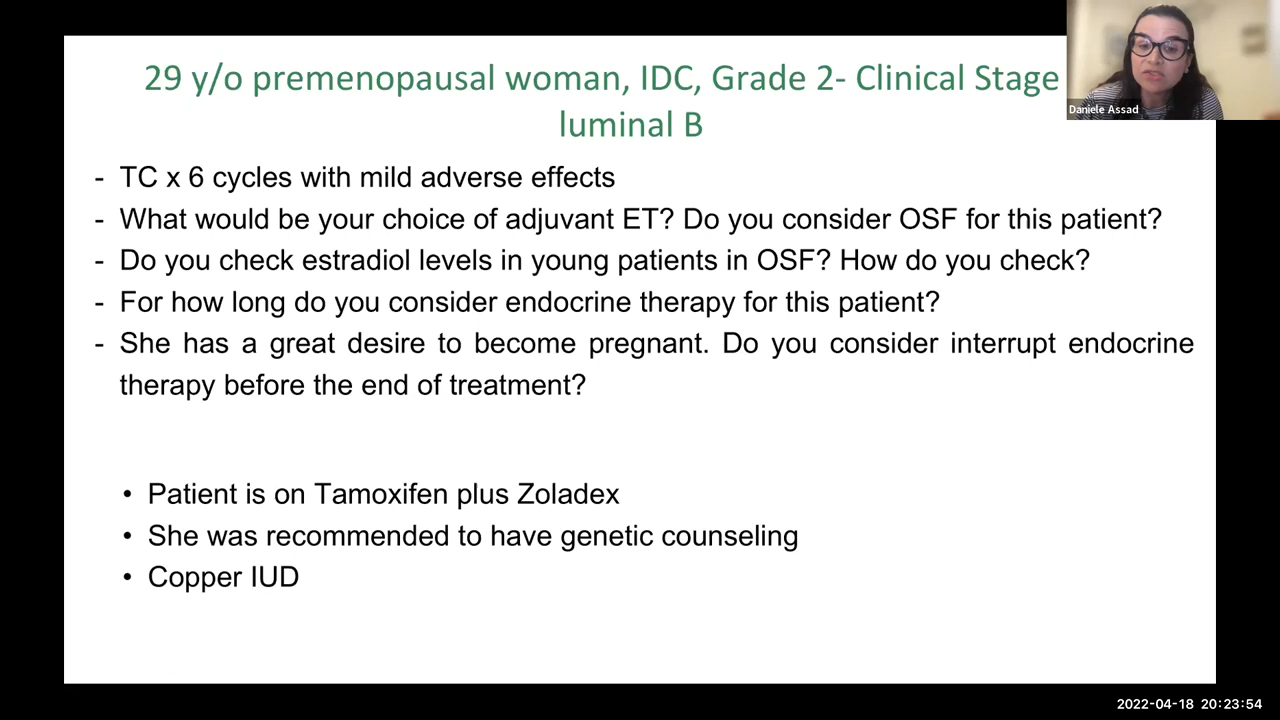 29 y/o premenopausal woman, IDC, Grade 2- Clinical Stage
luminal B
- TC x 6 cycles with mild adverse effects
- What would be your choice of adjuvant ET? Do you consider OSF for this patient?
- Do you check estradiol levels in young patients in OSF? How do you check?
- For how long do you consider endocrine therapy for this patient?
- She has a great desire to become pregnant. Do you consider interrupt endocrine
therapy before the end of treatment?
• Patient is on Tamoxifen plus Zoladex
• She was recommended to have genetic counseling
• Copper IUD
Daniele Assad
2022-04-18 20:23:54